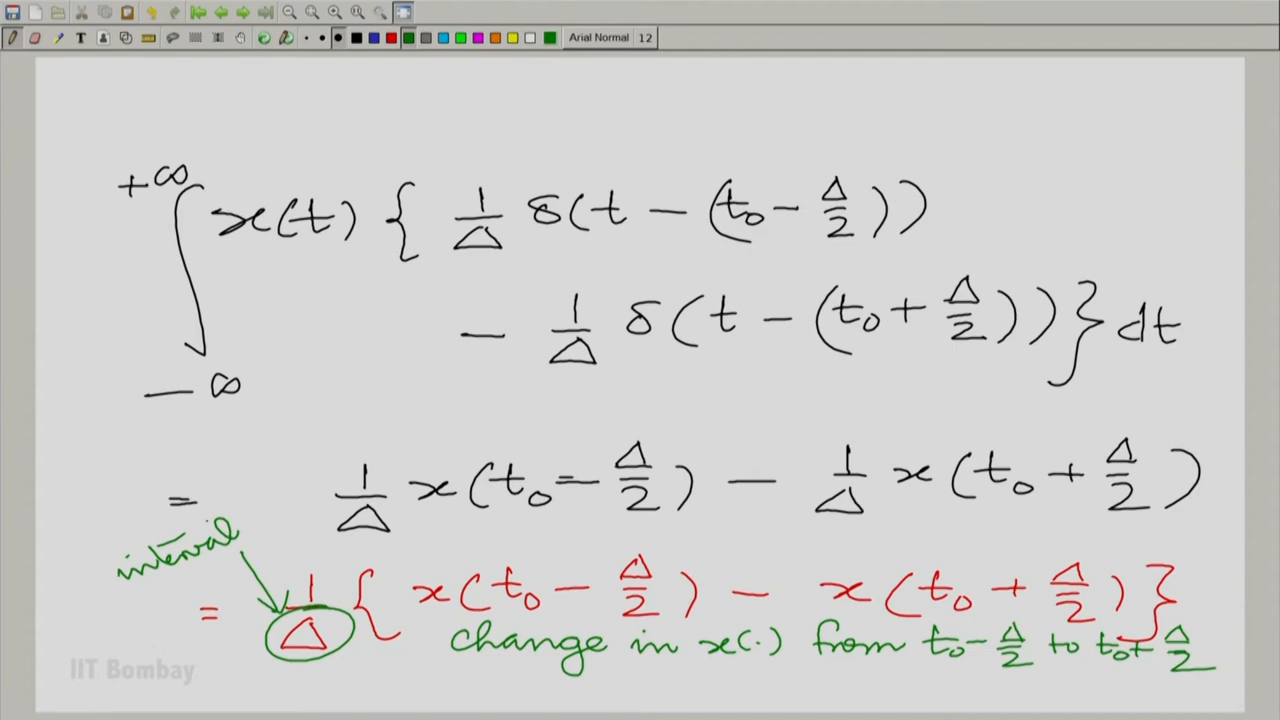 Arial Normal 12
+∞
∫ x(t) { 1/Δ δ(t - (t₀ - Δ/2))
- 1/Δ δ(t - (t₀ + Δ/2)) } dt
- ∞
= 1/Δ x(t₀ - Δ/2) - 1/Δ x(t₀ + Δ/2)
interval
= 1/Δ { x(t₀ - Δ/2) - x(t₀ + Δ/2) }
change in x(.) from t₀ - Δ/2 to t₀ + Δ/2
IIT Bombay